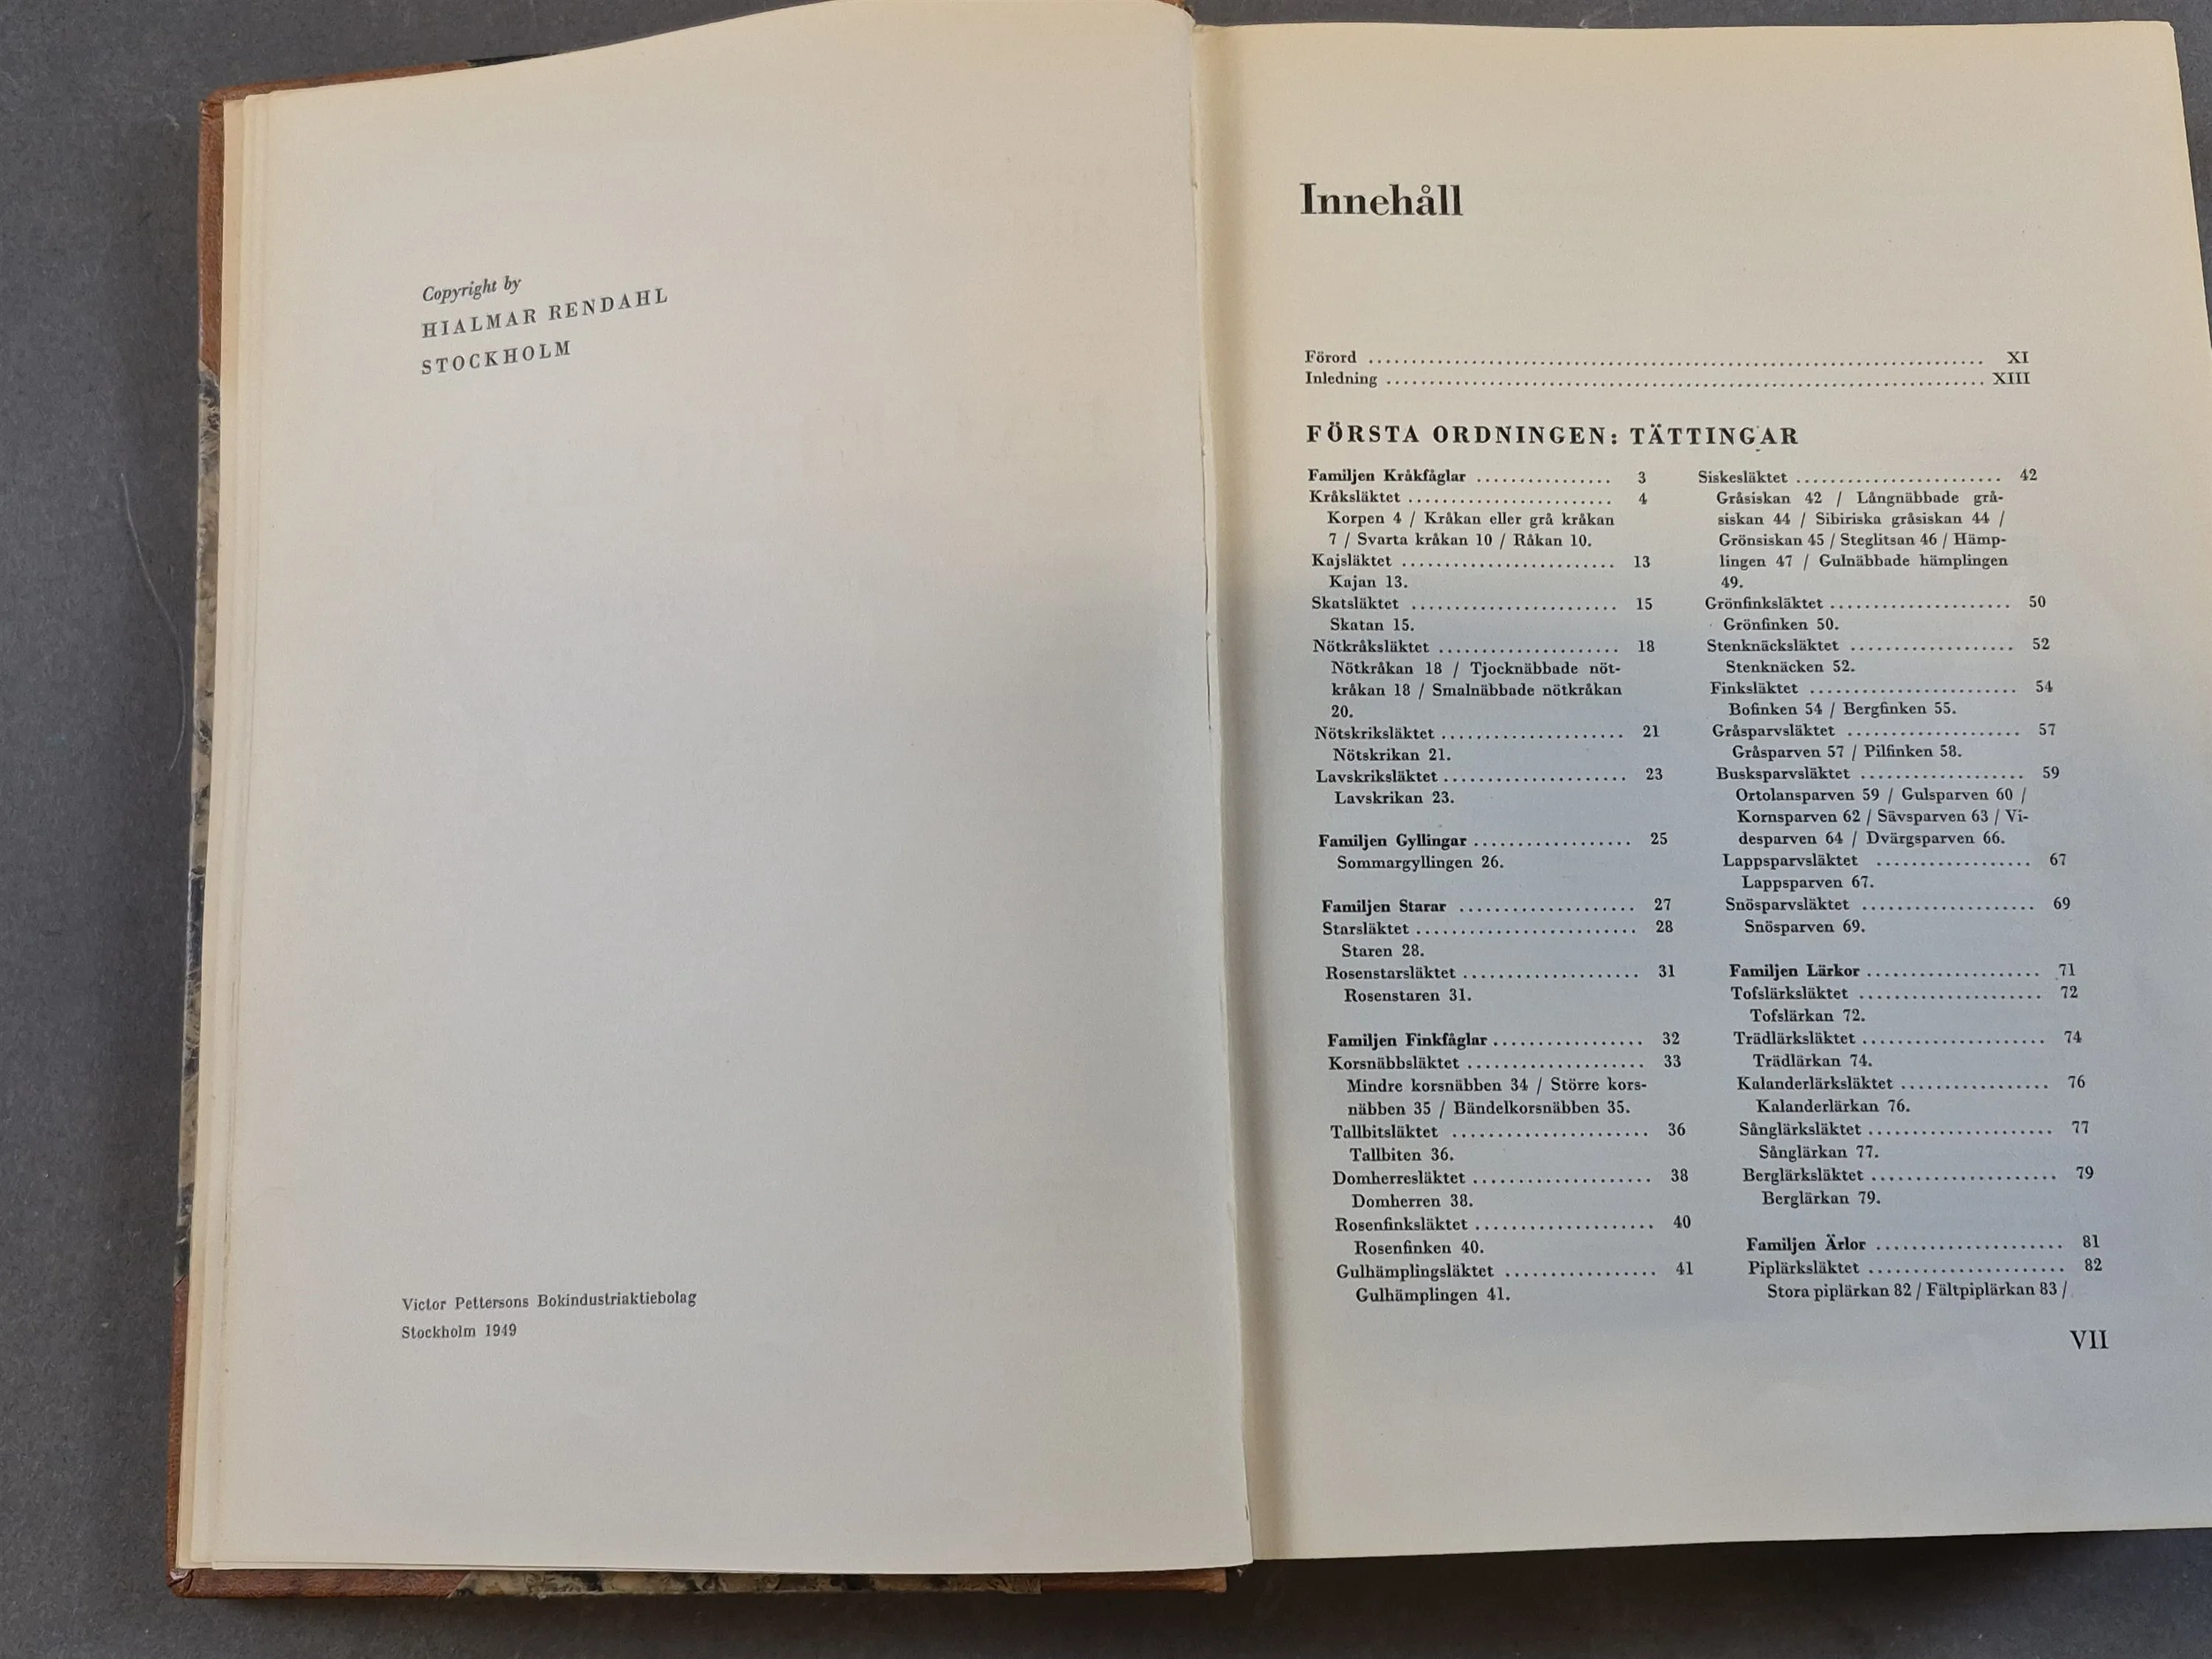 Copyright by
HIALMAR RENDAHL
STOCKHOLM
Victor Pettersons Bokindustriaktiebolag
Stockholm 1949
Innehåll
Förord ........................................ XI
Inledning ........................................ XIII
FÖRSTA ORDNINGEN: TÄTTINGAR
Familjen Kråkfåglar ................ 3
Kråksläktet ........................ 4
Korpen 4 / Kråkan eller grå kråkan
7 / Svarta kråkan 10 / Råkan 10.
Kajsläktet ......................... 13
Kajan 13.
Skatsläktet ........................ 15
Skatan 15.
Nötkråksläktet ..................... 18
Nötkråkan 18 / Tjocknäbbade nöt-
kråkan 18 / Smalnäbbade nötkråkan
20.
Nötskriksläktet ..................... 21
Nötskrikan 21.
Lavskriksläktet ..................... 23
Lavskrikan 23.
Familjen Gyllingar .................. 25
Sommargyllingen 26.
Familjen Starar .................... 27
Starsläktet ......................... 28
Staren 28.
Rosenstarsläktet .................... 31
Rosenstaren 31.
Familjen Finkfåglar ................. 32
Korsnäbbsläktet .................... 33
Mindre korsnäbben 34 / Större kors-
näbben 35 / Bändelkorsnäbben 35.
Tallbitsläktet ...................... 36
Tallbiten 36.
Domherresläktet .................... 38
Domherren 38.
Rosenfinksläktet .................... 40
Rosenfinken 40.
Gulhämplingsläktet ................. 41
Gulhämplingen 41.
Siskesläktet ........................ 42
Gråsiskan 42 / Långnäbbade grå-
siskan 44 / Sibiriska gråsiskan 44 /
Grönsiskan 45 / Steglitsan 46 / Hämp-
lingen 47 / Gulnäbbade hämplingen
49.
Grönfinksläktet ..................... 50
Grönfinken 50.
Stenknäcksläktet ................... 52
Stenknäcken 52.
Finksläktet ........................ 54
Bofinken 54 / Bergfinken 55.
Gråsparvsläktet .................... 57
Gråsparven 57 / Pilfinken 58.
Busksparvsläktet ................... 59
Ortolansparven 59 / Gulsparven 60 /
Kornsparven 62 / Sävsparven 63 / Vi-
desparven 64 / Dvärgsparven 66.
Lappsparvsläktet .................. 67
Lappsparven 67.
Snösparvsläktet .................... 69
Snösparven 69.
Familjen Lärkor .................... 71
Tofslärksläktet ..................... 72
Tofslärkan 72.
Trädlärksläktet ..................... 74
Trädlärkan 74.
Kalanderlärksläktet ................. 76
Kalanderlärkan 76.
Sånglärksläktet ..................... 77
Sånglärkan 77.
Berglärksläktet ..................... 79
Berglärkan 79.
Familjen Ärlor ..................... 81
Piplärksläktet ...................... 82
Stora piplärkan 82 / Fältpiplärkan 83 /
VII